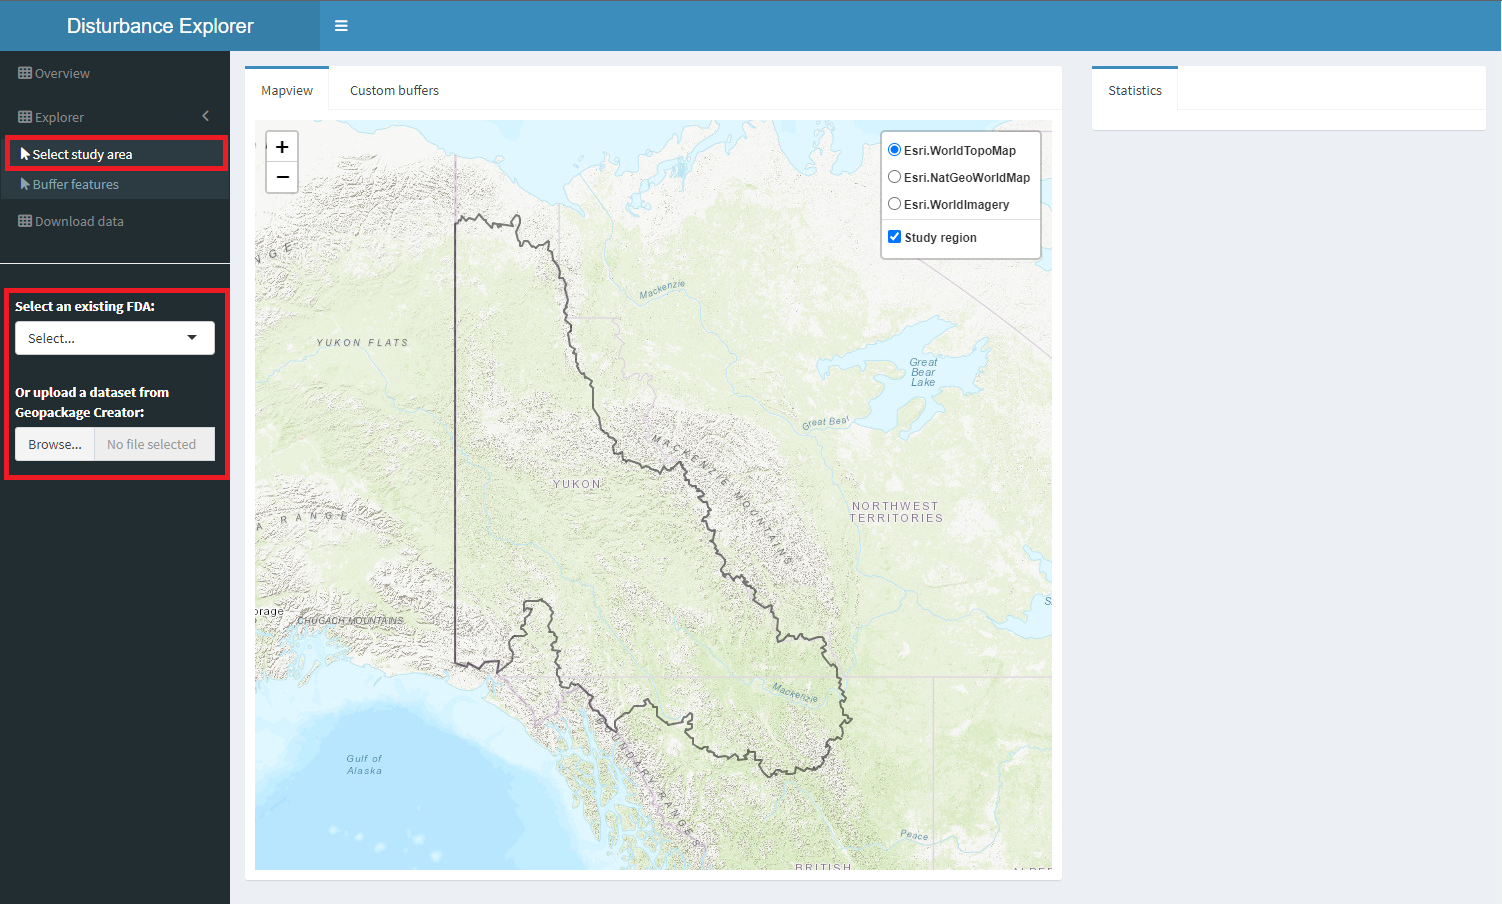 Disturbance Explorer
Overview
Explorer
Select study area
Buffer features
Download data
Select an existing FDA:
Select...
Or upload a dataset from
Geopackage Creator:
Browse...
No file selected
Mapview
Custom buffers
+
−
Esri.WorldTopoMap
Esri.NatGeoWorldMap
Esri.WorldImagery
Study region
NGE
Mackenzie
YUKON FLATS
Great
Bear
Lake
Great Bear
MACKENZIE MOUNTAINS
YUKON
NORTHWEST
TERRITORIES
A RANGE
orage
CHUGACH MOUNTAINS
S
Mackenzie
Gulf of
Alaska
UNDARY RANGES
Peace
BRITISH
Statistics